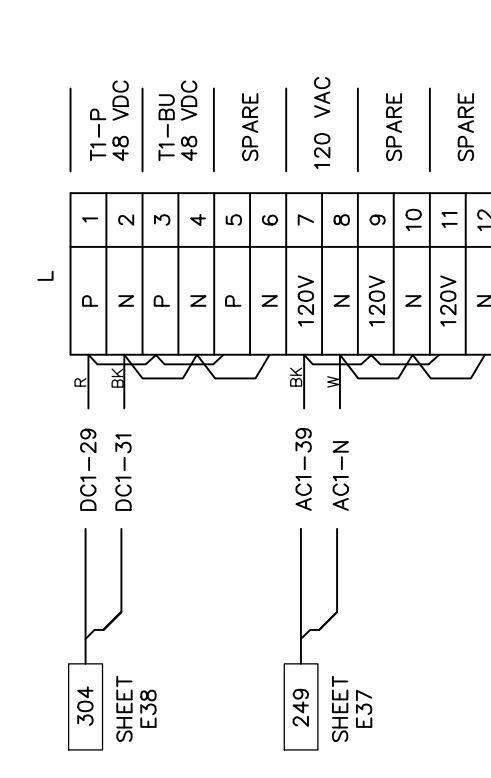 T1-P
48 VDC
T1-BU
48 VDC
SPARE
120 VAC
SPARE
SPARE
1
2
3
4
5
6
7
8
9
10
11
12
L
P
N
P
N
P
N
120V
N
120V
N
120V
N
R
BK
BK
W
DC1-29
DC1-31
AC1-39
AC1-N
304
SHEET
E38
249
SHEET
E37